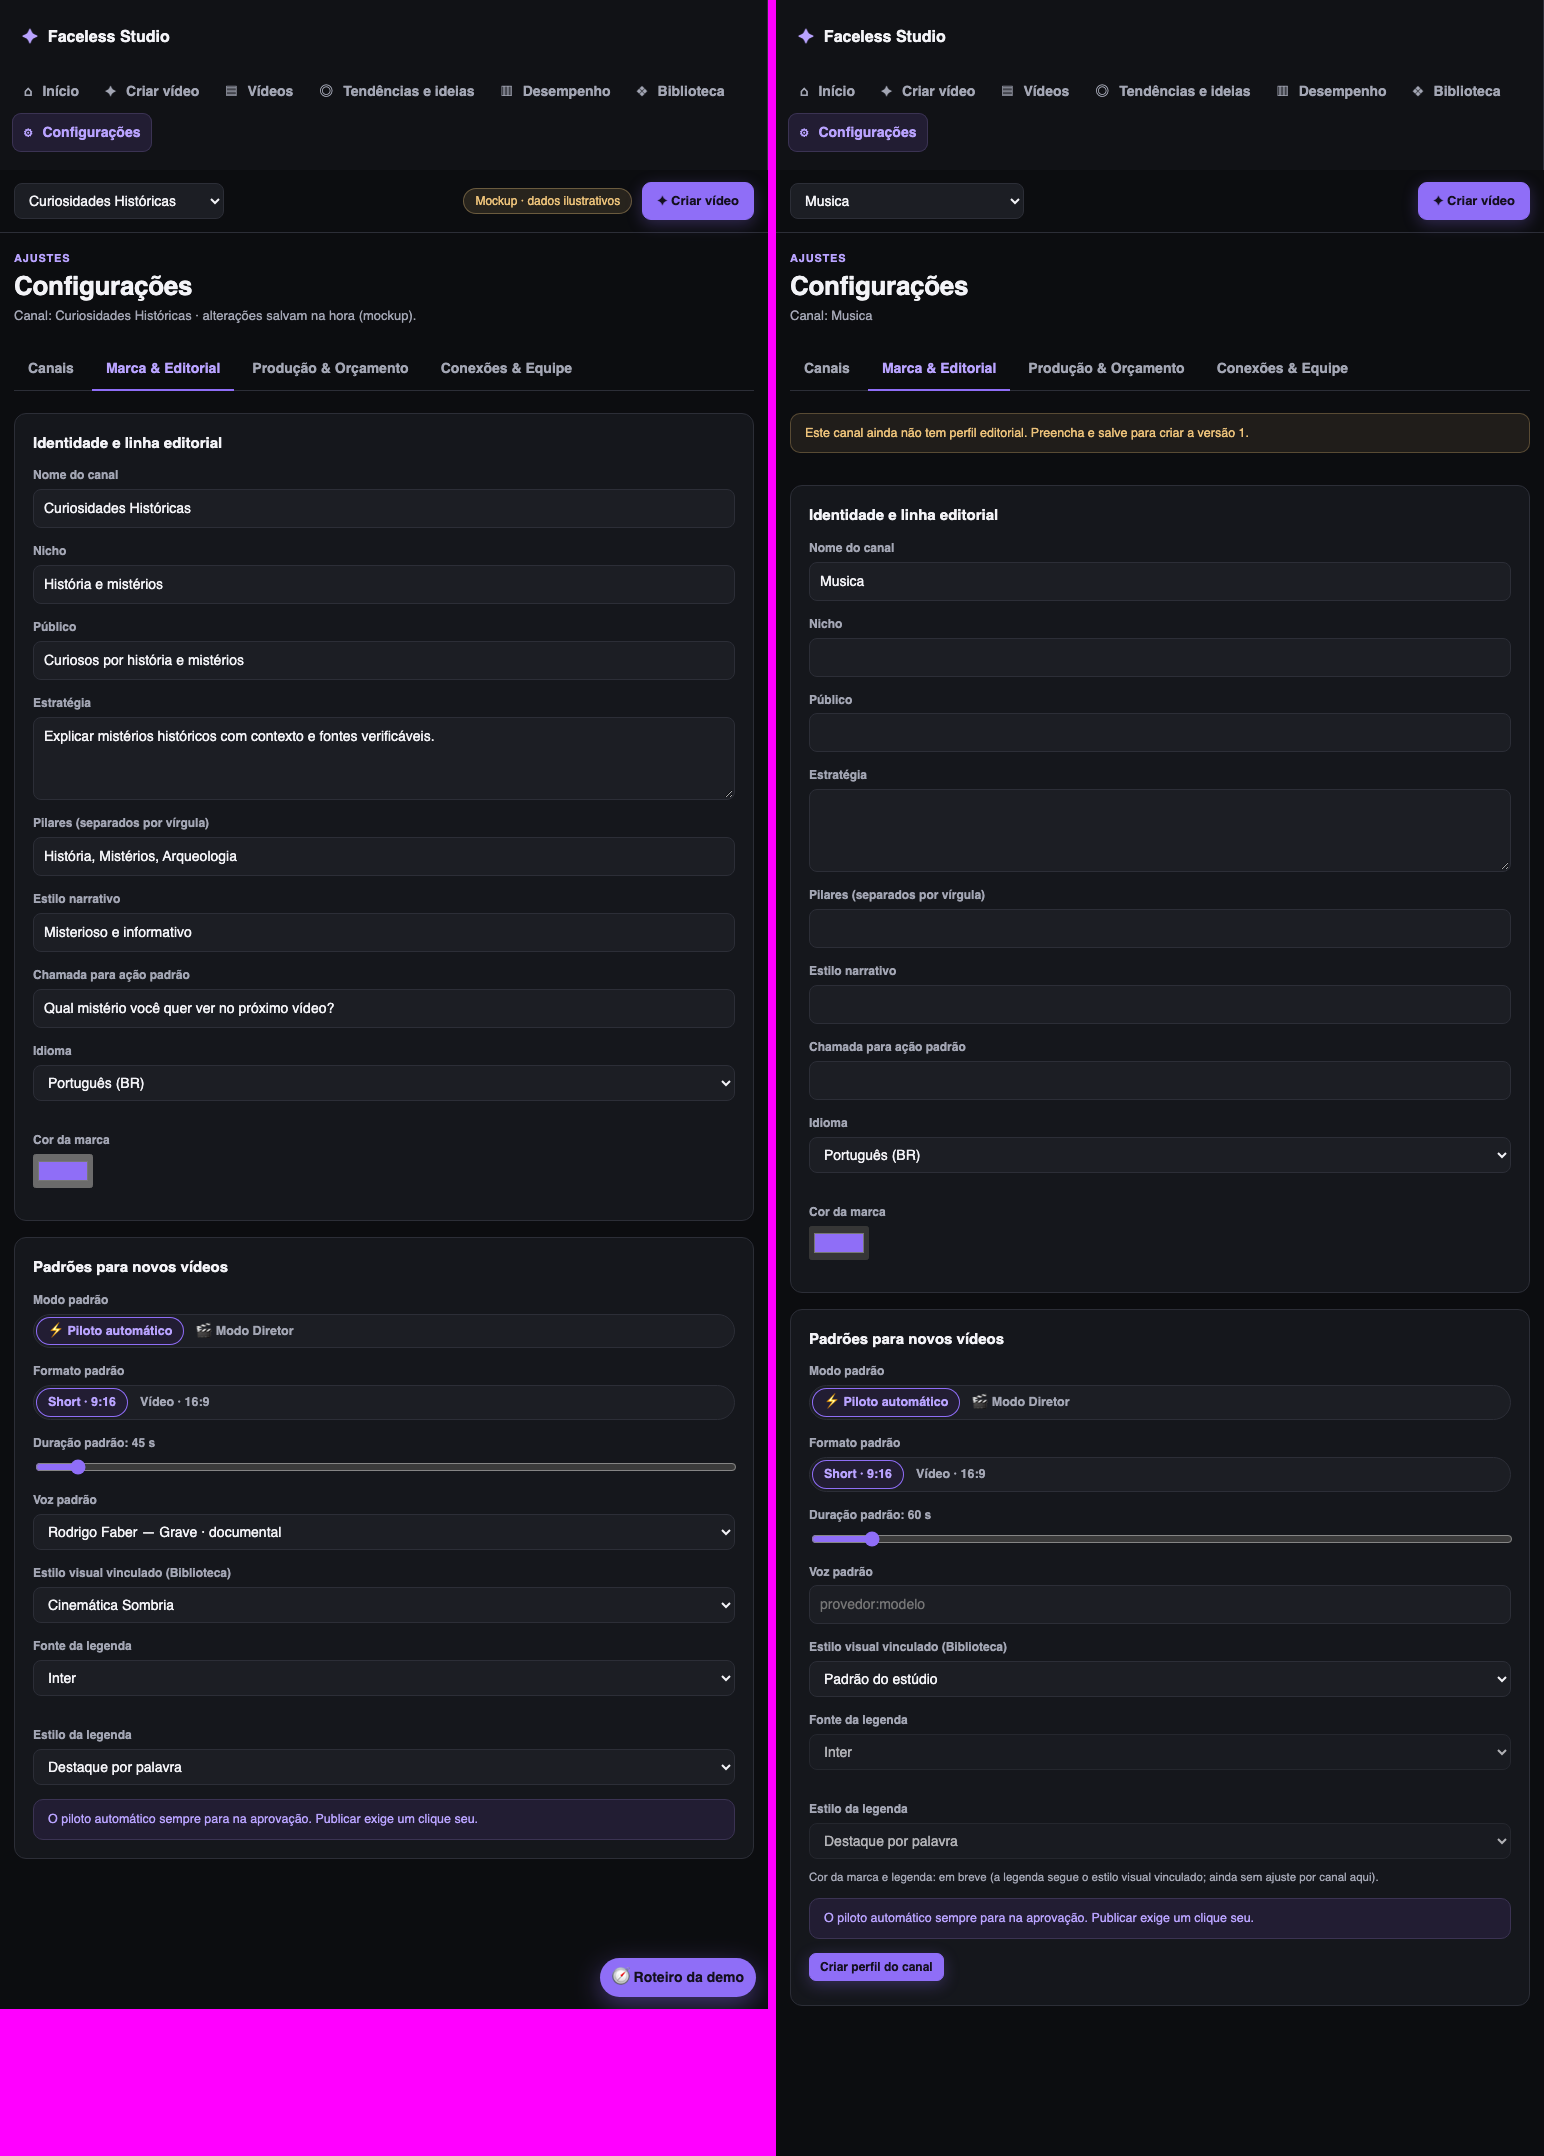 Faceless Studio
Início
Criar vídeo
Vídeos
Tendências e ideias
Desempenho
Biblioteca
Configurações
Curiosidades Históricas
Mockup · dados ilustrativos
✦ Criar vídeo
AJUSTES
Configurações
Canal: Curiosidades Históricas · alterações salvam na hora (mockup).
Canais
Marca & Editorial
Produção & Orçamento
Conexões & Equipe
Identidade e linha editorial
Nome do canal
Curiosidades Históricas
Nicho
História e mistérios
Público
Curiosos por história e mistérios
Estratégia
Explicar mistérios históricos com contexto e fontes verificáveis.
Pilares (separados por vírgula)
História, Mistérios, Arqueologia
Estilo narrativo
Misterioso e informativo
Chamada para ação padrão
Qual mistério você quer ver no próximo vídeo?
Idioma
Português (BR)
Cor da marca
Padrões para novos vídeos
Modo padrão
⚡ Piloto automático
🎬 Modo Diretor
Formato padrão
Short · 9:16
Vídeo · 16:9
Duração padrão: 45 s
Voz padrão
Rodrigo Faber — Grave · documental
Estilo visual vinculado (Biblioteca)
Cinemática Sombria
Fonte da legenda
Inter
Estilo da legenda
Destaque por palavra
O piloto automático sempre para na aprovação. Publicar exige um clique seu.
🧭 Roteiro da demo
Faceless Studio
Início
Criar vídeo
Vídeos
Tendências e ideias
Desempenho
Biblioteca
Configurações
Musica
✦ Criar vídeo
AJUSTES
Configurações
Canal: Musica
Canais
Marca & Editorial
Produção & Orçamento
Conexões & Equipe
Este canal ainda não tem perfil editorial. Preencha e salve para criar a versão 1.
Identidade e linha editorial
Nome do canal
Musica
Nicho
Público
Estratégia
Pilares (separados por vírgula)
Estilo narrativo
Chamada para ação padrão
Idioma
Português (BR)
Cor da marca
Padrões para novos vídeos
Modo padrão
⚡ Piloto automático
🎬 Modo Diretor
Formato padrão
Short · 9:16
Vídeo · 16:9
Duração padrão: 60 s
Voz padrão
provedor:modelo
Estilo visual vinculado (Biblioteca)
Padrão do estúdio
Fonte da legenda
Inter
Estilo da legenda
Destaque por palavra
Cor da marca e legenda: em breve (a legenda segue o estilo visual vinculado; ainda sem ajuste por canal aqui).
O piloto automático sempre para na aprovação. Publicar exige um clique seu.
Criar perfil do canal